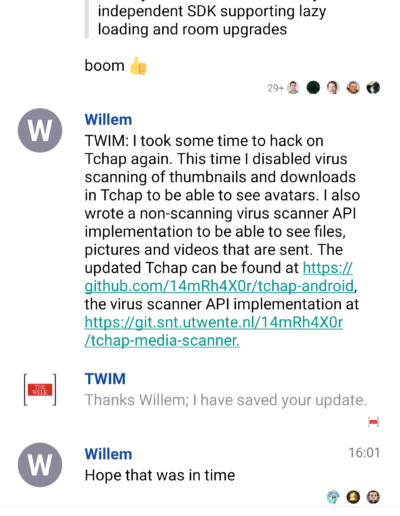 independent SDK supporting lazy
loading and room upgrades
boom 👍
29+
W
Willem
TWIM: I took some time to hack on
Tchap again. This time I disabled virus
scanning of thumbnails and downloads
in Tchap to be able to see avatars. I also
wrote a non-scanning virus scanner API
implementation to be able to see files,
pictures and videos that are sent. The
updated Tchap can be found at https://
github.com/14mRh4X0r/tchap-android,
the virus scanner API implementation at
https://git.snt.utwente.nl/14mRh4X0r
/tchap-media-scanner.
TWIM
Thanks Willem; I have saved your update.
W
Willem
16:01
Hope that was in time